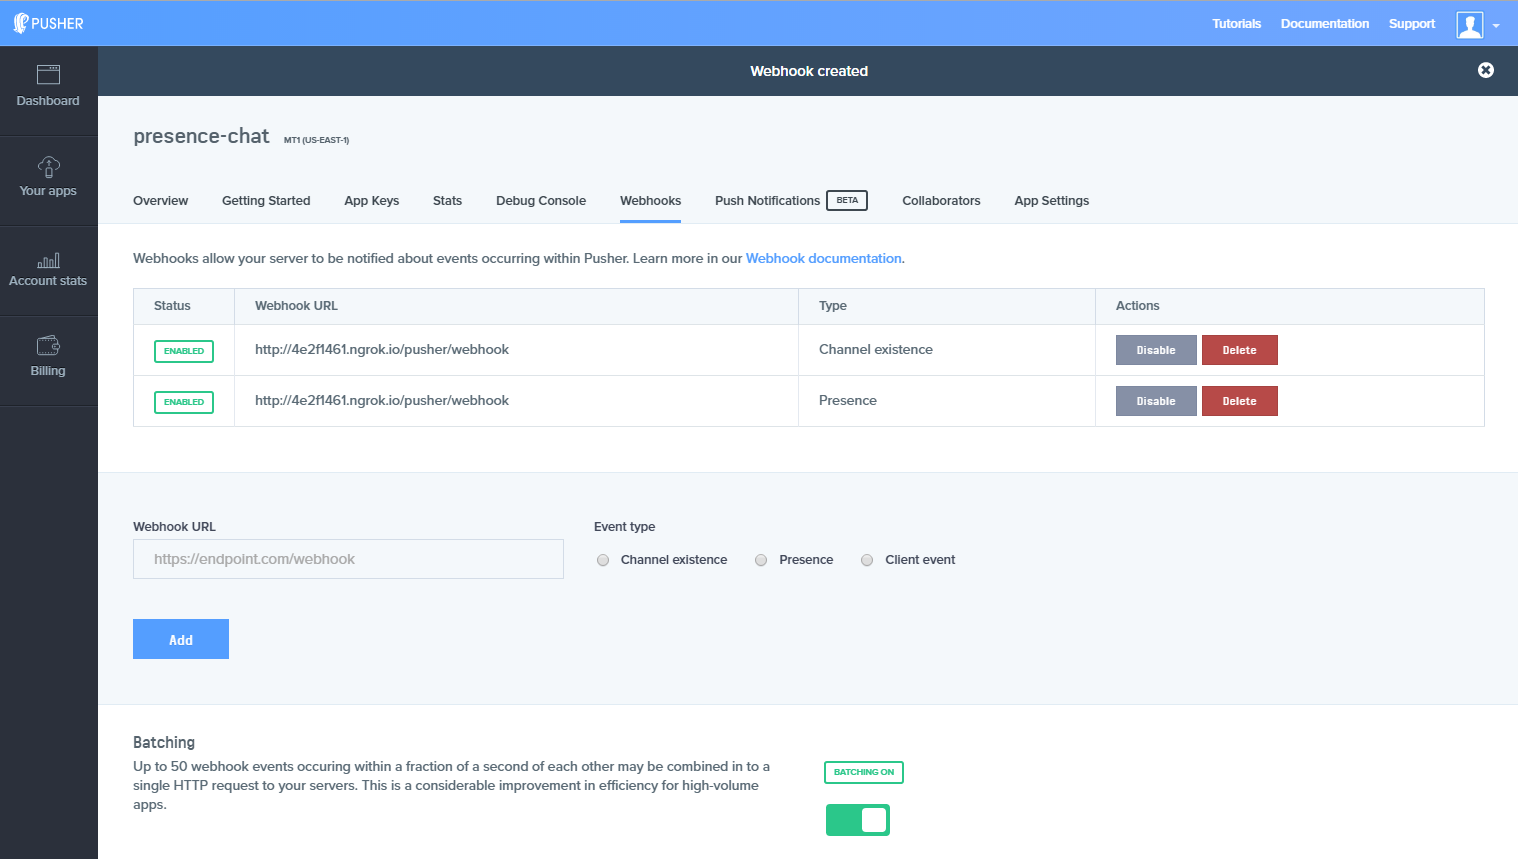 PUSHER
Tutorials Documentation Support
Webhook created
Dashboard
Your apps
Account stats
Billing
presence-chat MT1 (US-EAST-1)
Overview Getting Started App Keys Stats Debug Console Webhooks Push Notifications BETA Collaborators App Settings
Webhooks allow your server to be notified about events occurring within Pusher. Learn more in our Webhook documentation.
Status Webhook URL Type Actions
ENABLED http://4e2f1461.ngrok.io/pusher/webhook Channel existence Disable Delete
ENABLED http://4e2f1461.ngrok.io/pusher/webhook Presence Disable Delete
Webhook URL Event type
https://endpoint.com/webhook Channel existence Presence Client event
Add
Batching
Up to 50 webhook events occuring within a fraction of a second of each other may be combined in to a
single HTTP request to your servers. This is a considerable improvement in efficiency for high-volume
apps.
BATCHING ON